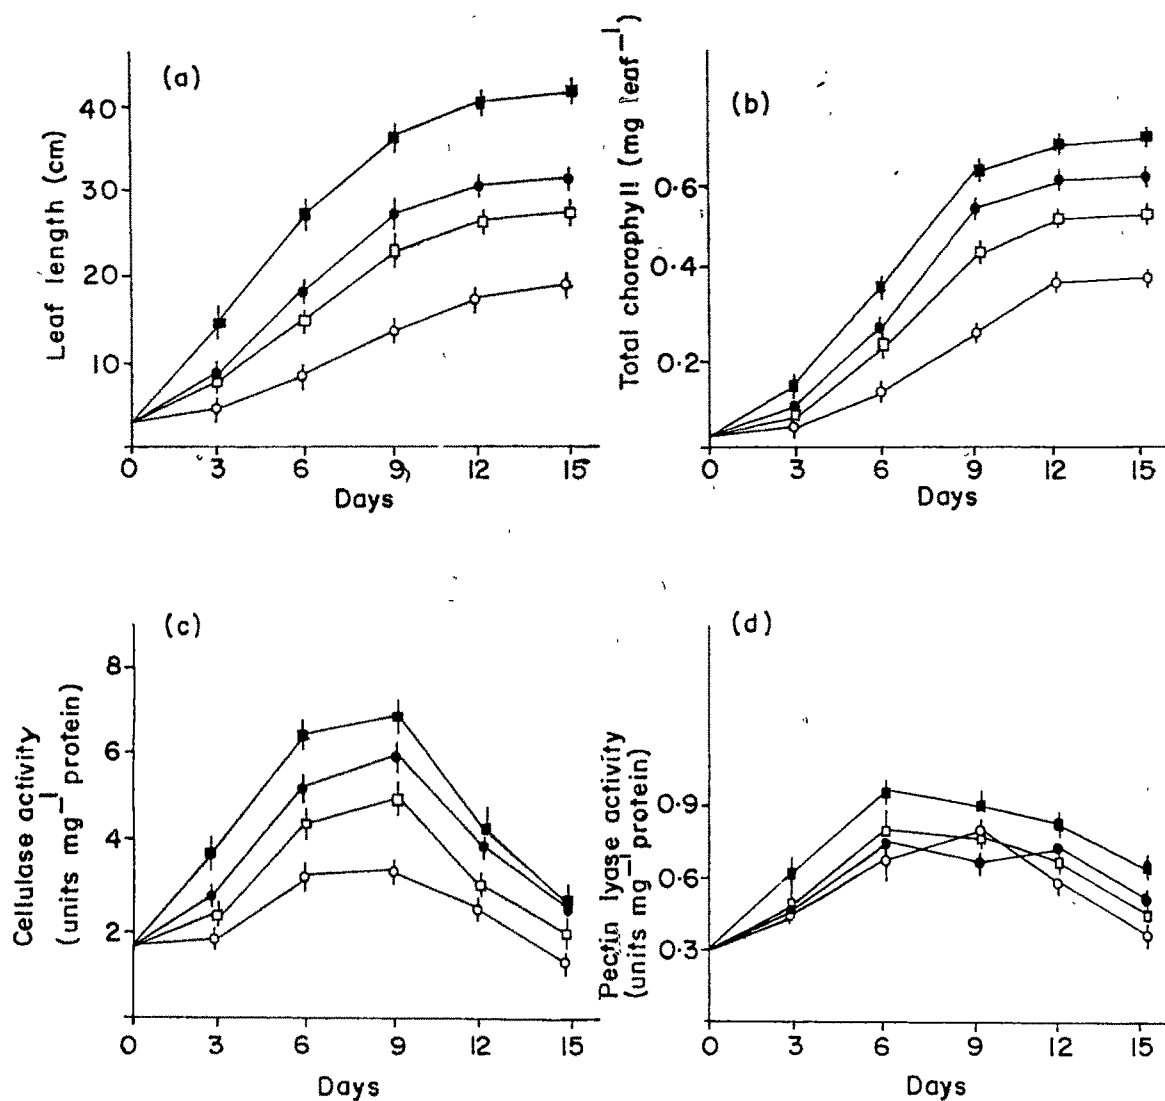 (a)
Leaf length (cm)
40
30
20
10
0 3 6 9 12 15
Days
(b)
Total chorophyll (mg leaf⁻¹)
0·6
0·4
0·2
0 3 6 9 12 15
Days
(c)
Cellulase activity
(units mg⁻¹ protein)
8
6
4
2
0 3 6 9 12 15
Days
(d)
Pectin lyase activity
(units mg⁻¹ protein)
0·9
0·6
0·3
0 3 6 9 12 15
Days